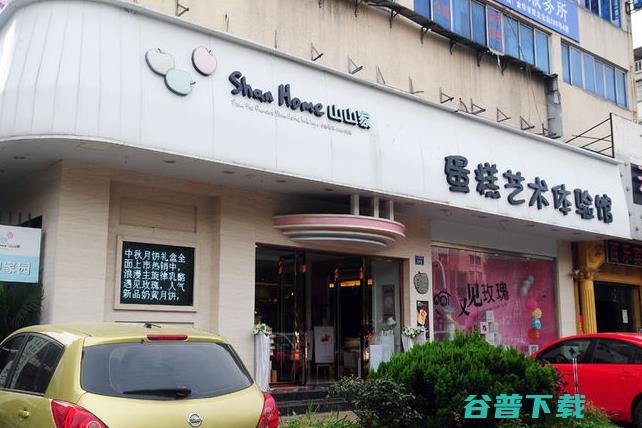 Shan Home 山山家
蛋糕艺术体验馆
中秋月饼礼盒全
面上市热销中，
浪漫主旋律乳酪
遇见玫瑰，人气
新品奶黄月饼，
见玫瑰
家园
谷普下载